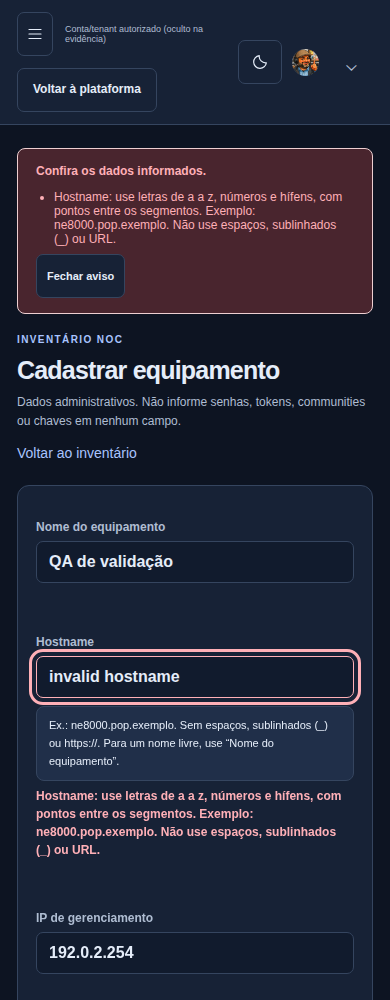 Conta/tenant autorizado (oculto na
evidência)
Voltar à plataforma
Confira os dados informados.
• Hostname: use letras de a a z, números e hífens, com
pontos entre os segmentos. Exemplo:
ne8000.pop.exemplo. Não use espaços, sublinhados
(_) ou URL.
Fechar aviso
INVENTÁRIO NOC
Cadastrar equipamento
Dados administrativos. Não informe senhas, tokens, communities
ou chaves em nenhum campo.
Voltar ao inventário
Nome do equipamento
QA de validação
Hostname
invalid hostname
Ex.: ne8000.pop.exemplo. Sem espaços, sublinhados (_)
ou https://. Para um nome livre, use “Nome do
equipamento”.
Hostname: use letras de a a z, números e hífens, com
pontos entre os segmentos. Exemplo:
ne8000.pop.exemplo. Não use espaços, sublinhados
(_) ou URL.
IP de gerenciamento
192.0.2.254